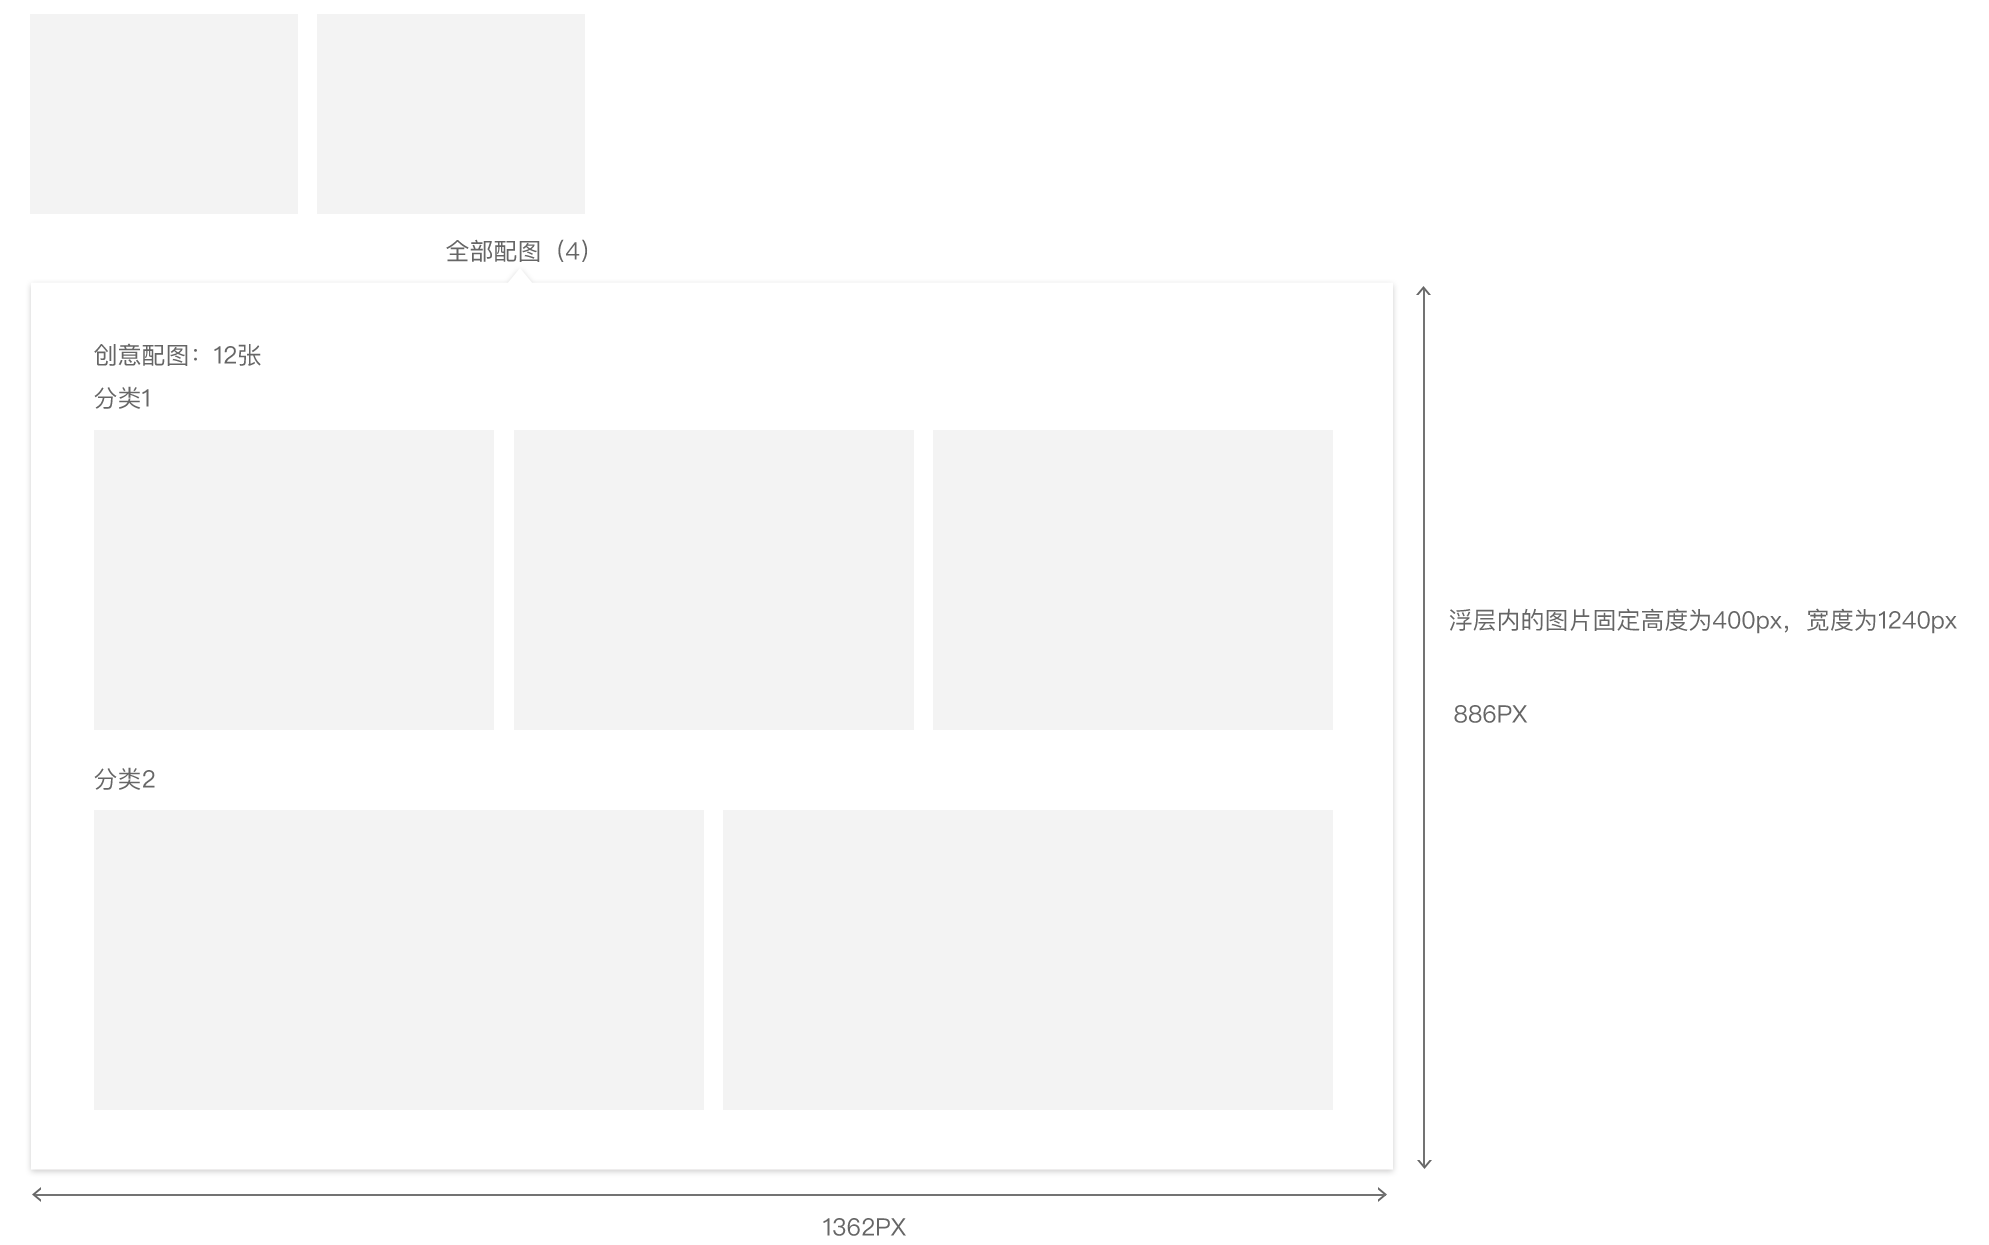 全部配图（4）
创意配图：12张
分类1
浮层内的图片固定高度为400px，宽度为1240px
886PX
分类2
1362PX